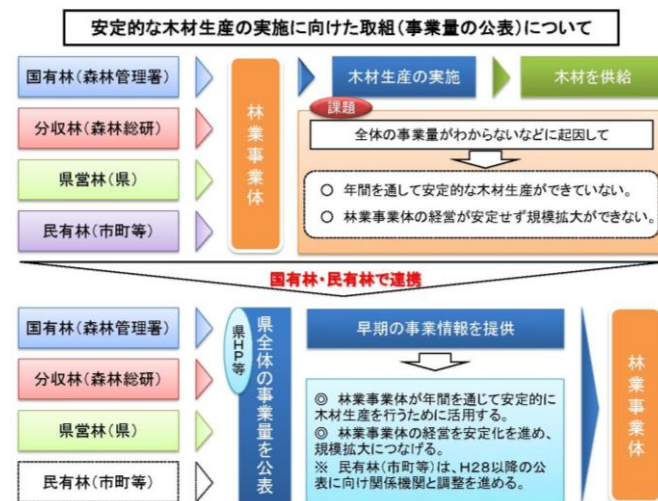 安定的な木材生産の実施に向けた取組(事業量の公表)について
国有林(森林管理署)
分収林(森林総研)
県営林(県)
民有林(市町等)
林業事業体
木材生産の実施
木材を供給
課題
全体の事業量がわからないなどに起因して
○ 年間を通して安定的な木材生産ができていない。
○ 林業事業体の経営が安定せず規模拡大ができない。
国有林・民有林で連携
国有林(森林管理署)
分収林(森林総研)
県営林(県)
民有林(市町等)
県HP等
県全体の事業量を公表
早期の事業情報を提供
◎ 林業事業体が年間を通じて安定的に
木材生産を行うために活用する。
◎ 林業事業体の経営を安定化を進め、
規模拡大につなげる。
※ 民有林(市町等)は、H28以降の公
表に向け関係機関と調整を進める。
林業事業体